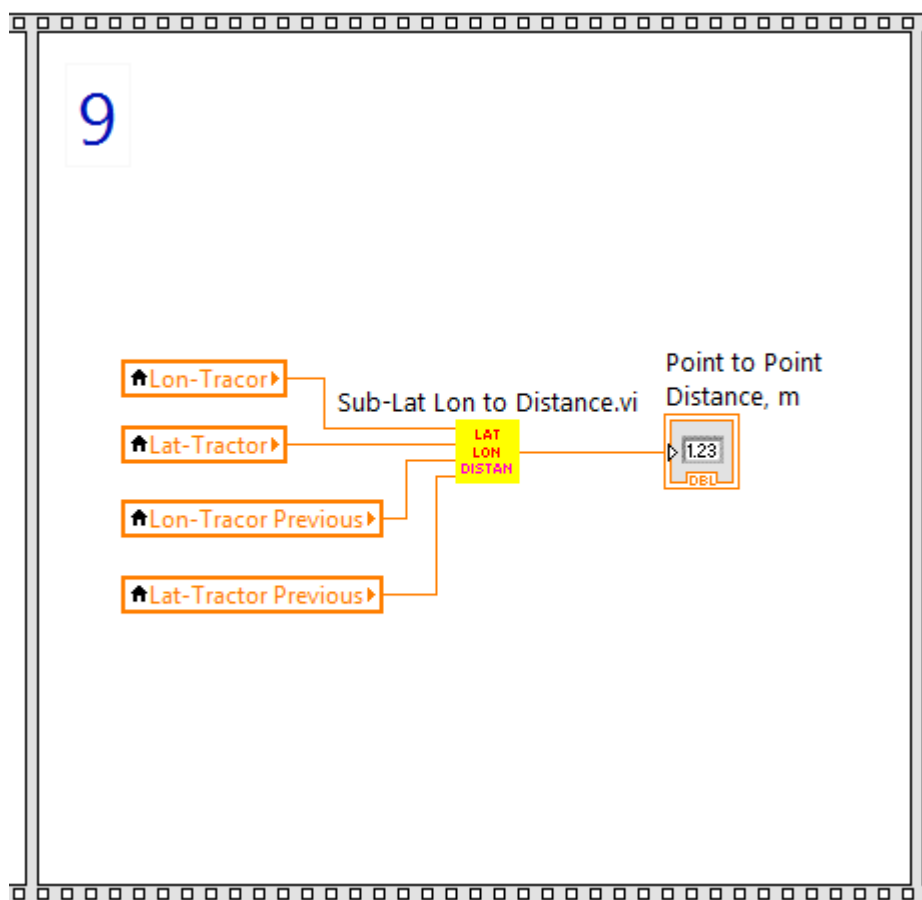 9
Lon-Tracor
Lat-Tractor
Lon-Tracor Previous
Lat-Tractor Previous
Sub-Lat Lon to Distance.vi
LAT
LON
DISTAN
Point to Point
Distance, m
1.23
DBL